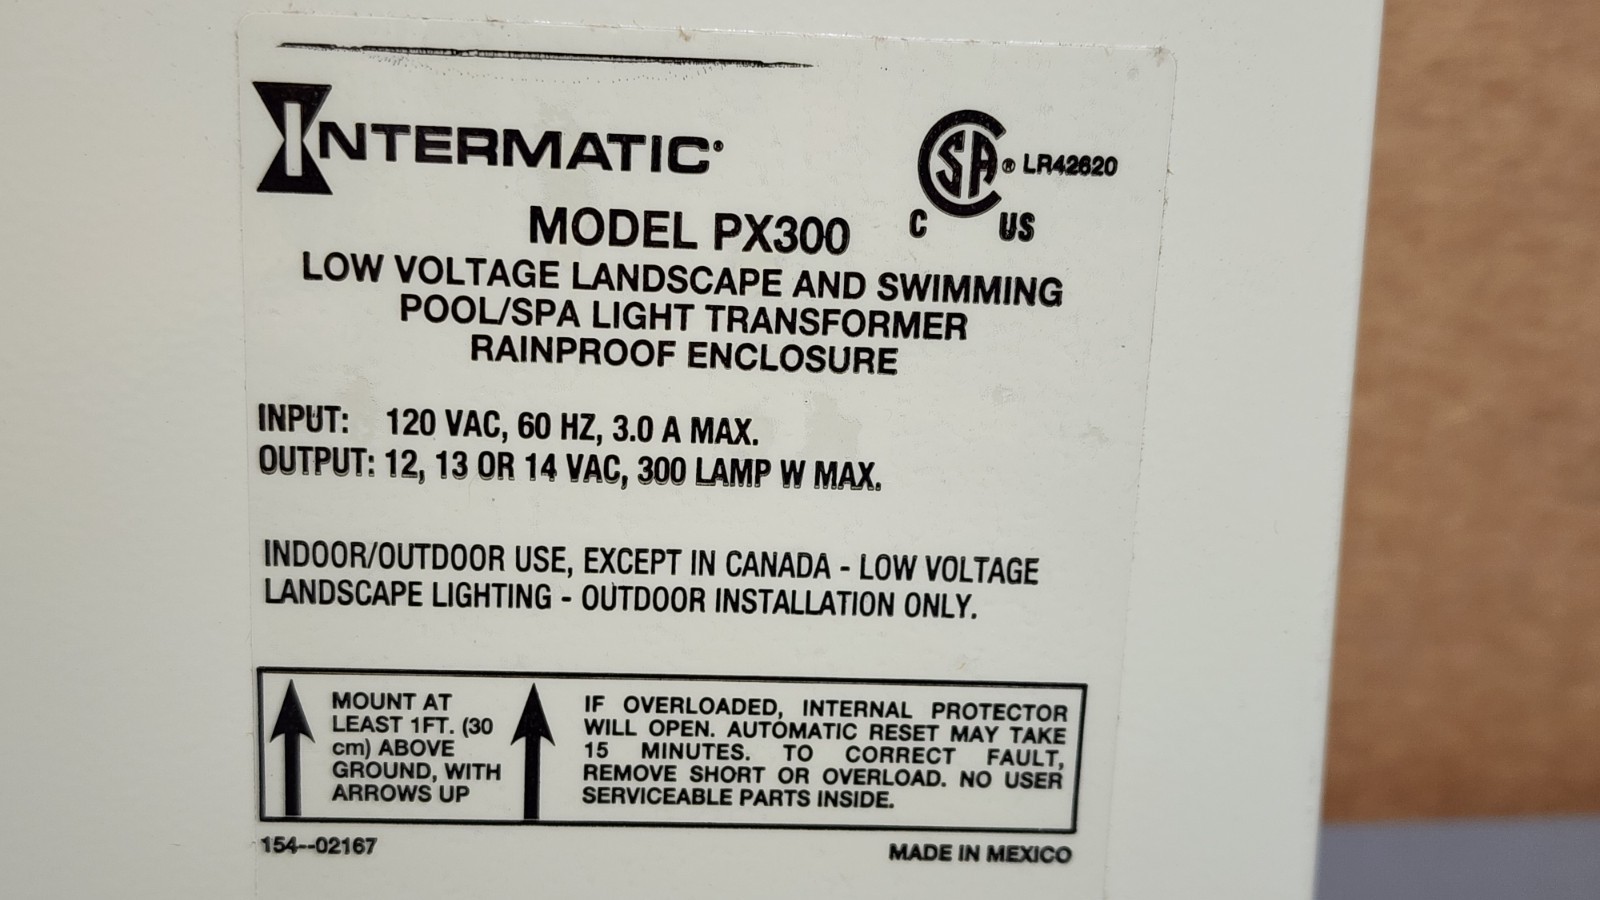 INTERMATIC®
CSA® LR42620
C US
MODEL PX300
LOW VOLTAGE LANDSCAPE AND SWIMMING
POOL/SPA LIGHT TRANSFORMER
RAINPROOF ENCLOSURE
INPUT: 120 VAC, 60 HZ, 3.0 A MAX.
OUTPUT: 12, 13 OR 14 VAC, 300 LAMP W MAX.
INDOOR/OUTDOOR USE, EXCEPT IN CANADA - LOW VOLTAGE
LANDSCAPE LIGHTING - OUTDOOR INSTALLATION ONLY.
MOUNT AT
LEAST 1FT. (30
cm) ABOVE
GROUND, WITH
ARROWS UP
IF OVERLOADED, INTERNAL PROTECTOR
WILL OPEN. AUTOMATIC RESET MAY TAKE
15 MINUTES. TO CORRECT FAULT,
REMOVE SHORT OR OVERLOAD. NO USER
SERVICEABLE PARTS INSIDE.
154--02167
MADE IN MEXICO